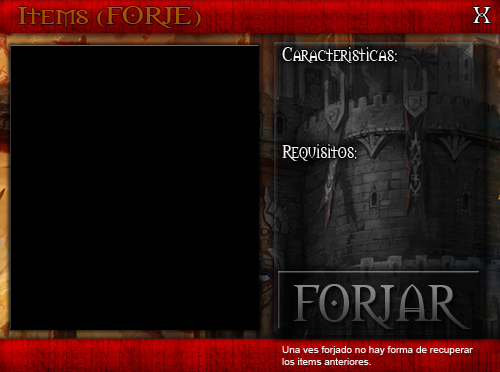 Items (FORJE)
X
Caracteristicas:
Requisitos:
FORJAR
Una ves forjado no hay forma de recuperar
los items anteriores.